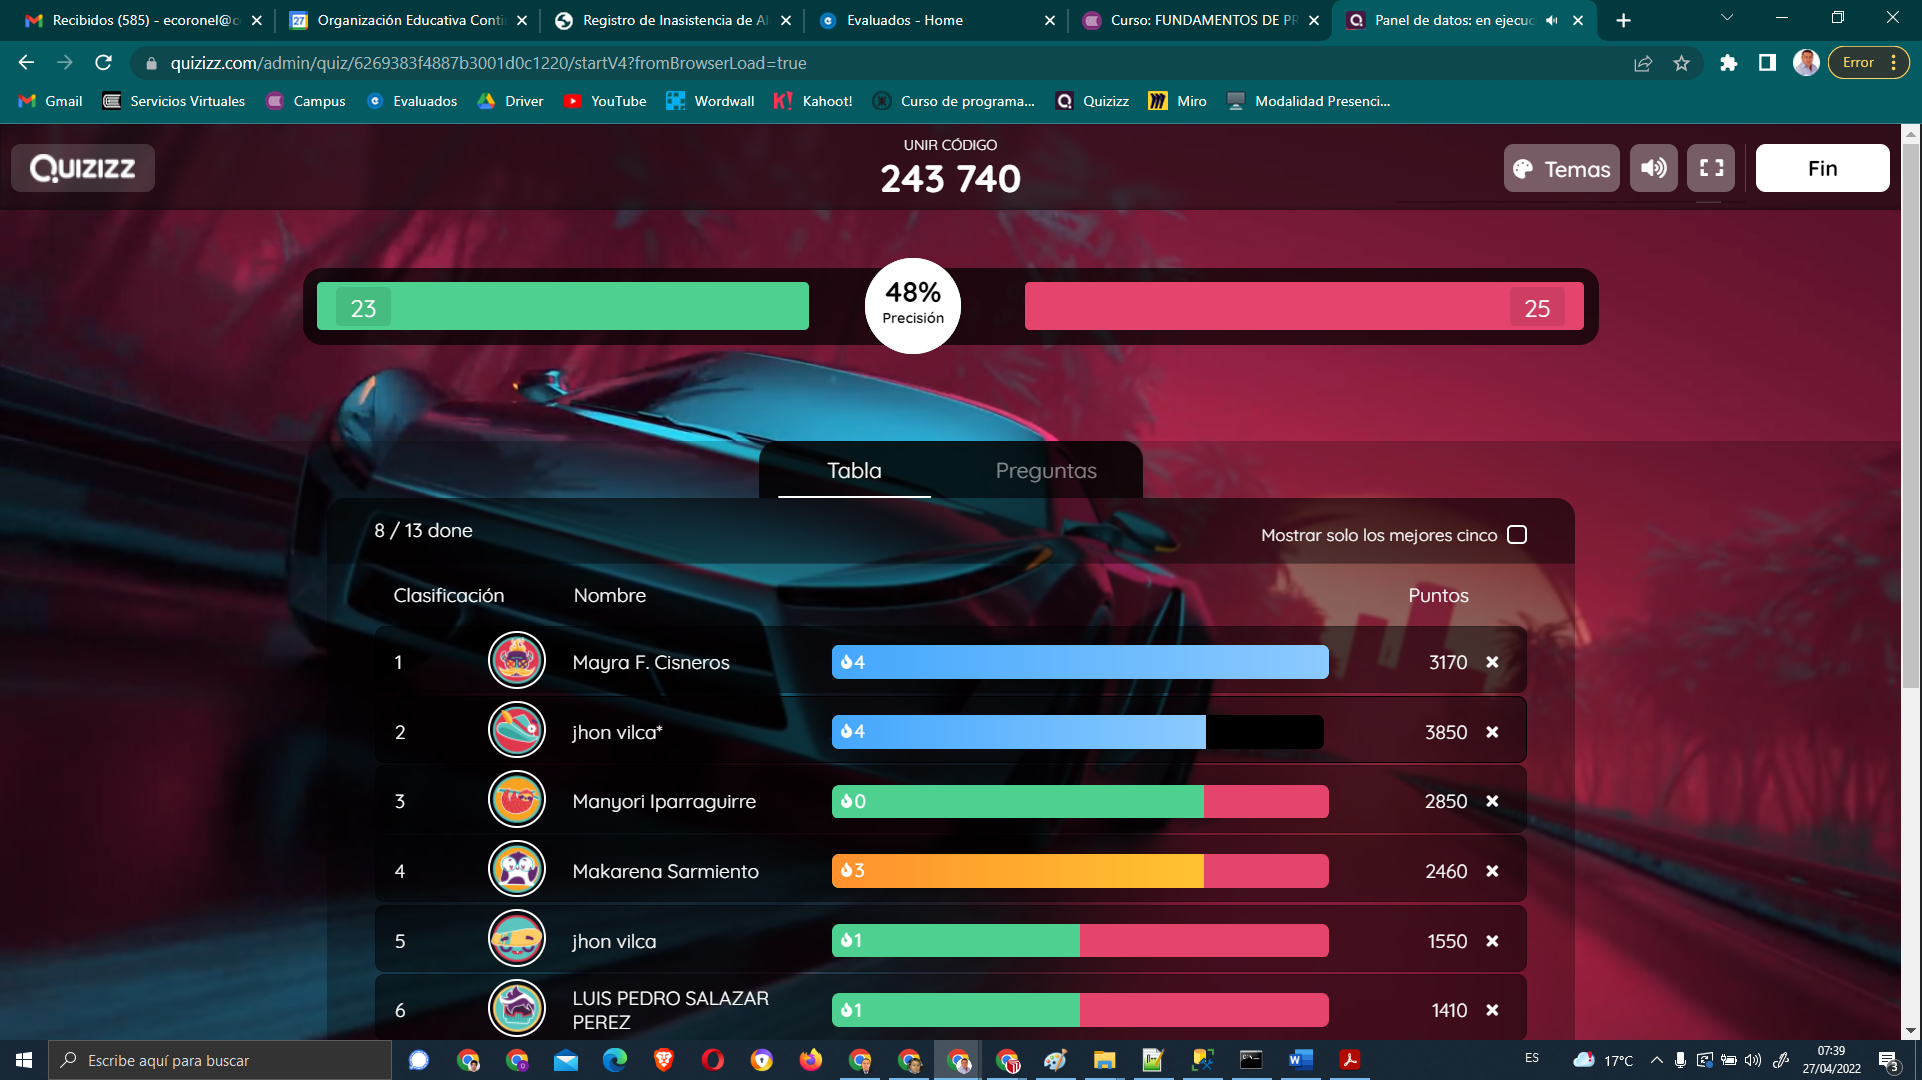 Recibidos (585) - ecoronel@c
Organización Educativa Conti
Registro de Inasistencia de Al
Evaluados - Home
Curso: FUNDAMENTOS DE PR
Panel de datos: en ejecuc
quizizz.com/admin/quiz/6269383f4887b3001d0c1220/startV4?fromBrowserLoad=true
Error
Gmail
Servicios Virtuales
Campus
Evaluados
Driver
YouTube
Wordwall
Kahoot!
Curso de programa...
Quizizz
Miro
Modalidad Presenci...
QUIZIZZ
UNIR CÓDIGO
243 740
Temas
Fin
23
48%
Precisión
25
Tabla
Preguntas
8 / 13 done
Mostrar solo los mejores cinco
Clasificación
Nombre
Puntos
1 Mayra F. Cisneros 4 3170
2 jhon vilca* 4 3850
3 Manyori Iparraguirre 0 2850
4 Makarena Sarmiento 3 2460
5 jhon vilca 1 1550
6 LUIS PEDRO SALAZAR PEREZ 1 1410
Escribe aquí para buscar
ES
17°C
07:39
27/04/2022
3